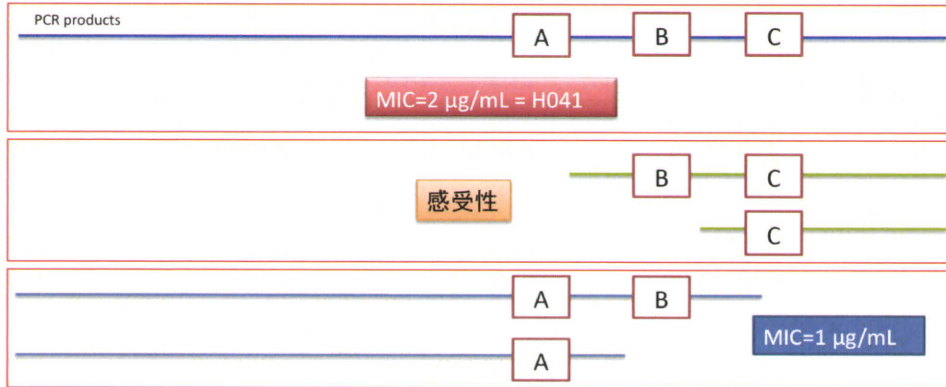 PCR products
A B C
MIC=2 µg/mL = H041
B C
感受性
C
A B
MIC=1 µg/mL
A